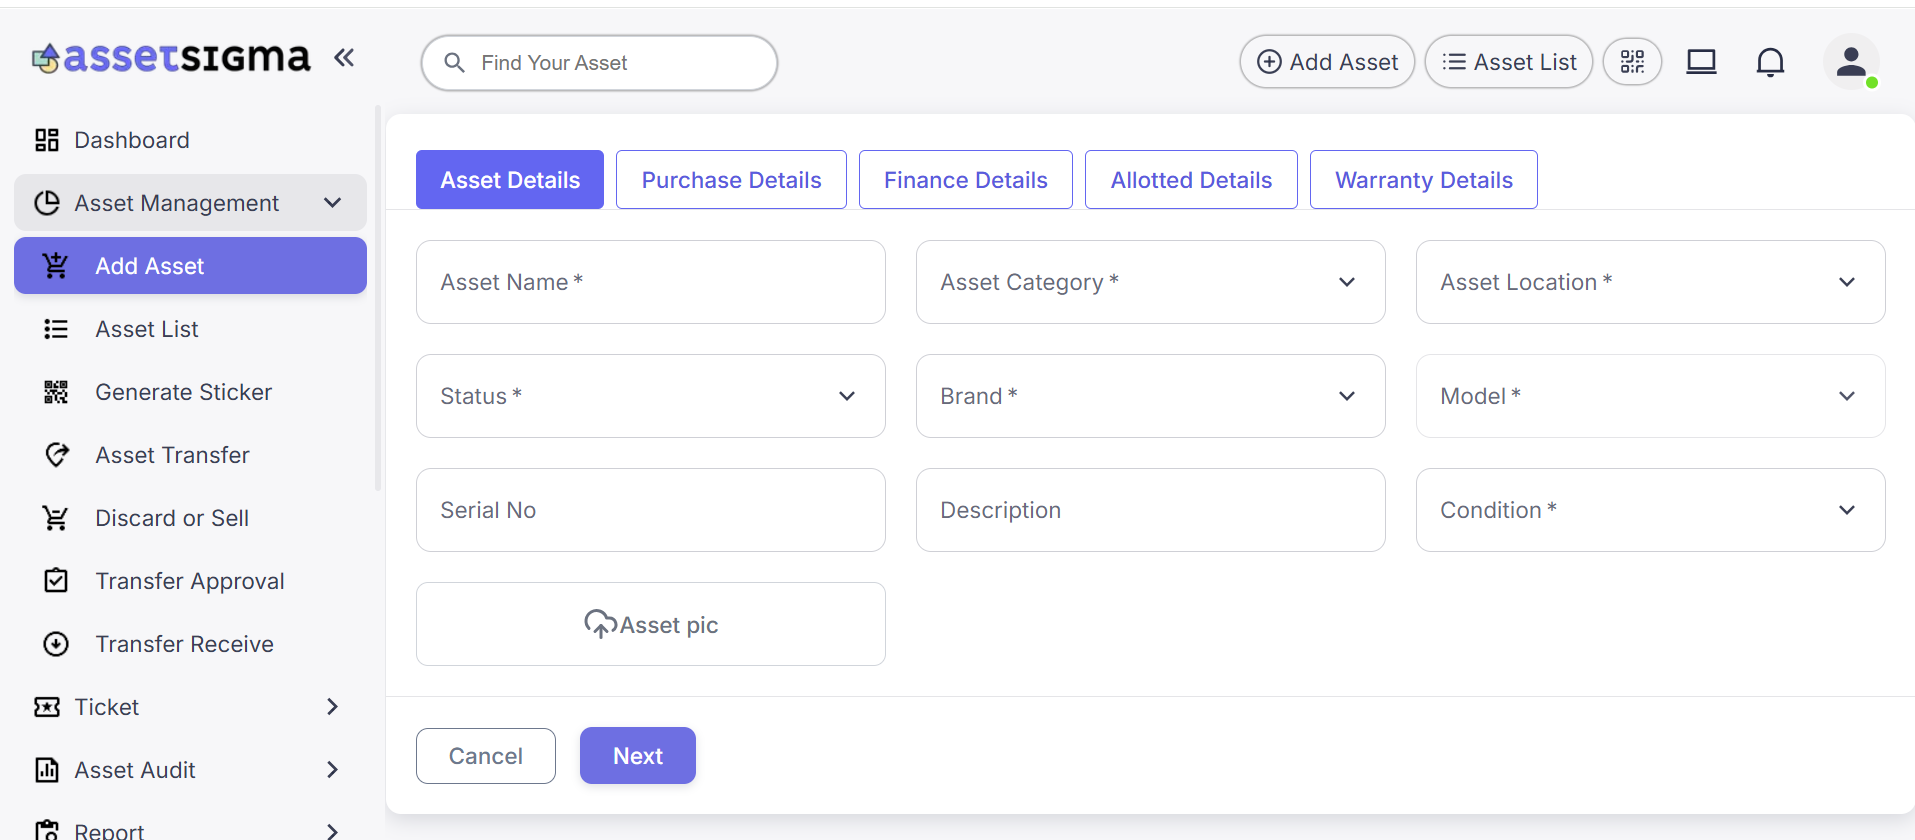 assetsigma
Find Your Asset
Add Asset
Asset List
Dashboard
Asset Management
Add Asset
Asset List
Generate Sticker
Asset Transfer
Discard or Sell
Transfer Approval
Transfer Receive
Ticket
Asset Audit
Report
Asset Details
Purchase Details
Finance Details
Allotted Details
Warranty Details
Asset Name *
Asset Category *
Asset Location *
Status *
Brand *
Model *
Serial No
Description
Condition *
Asset pic
Cancel
Next